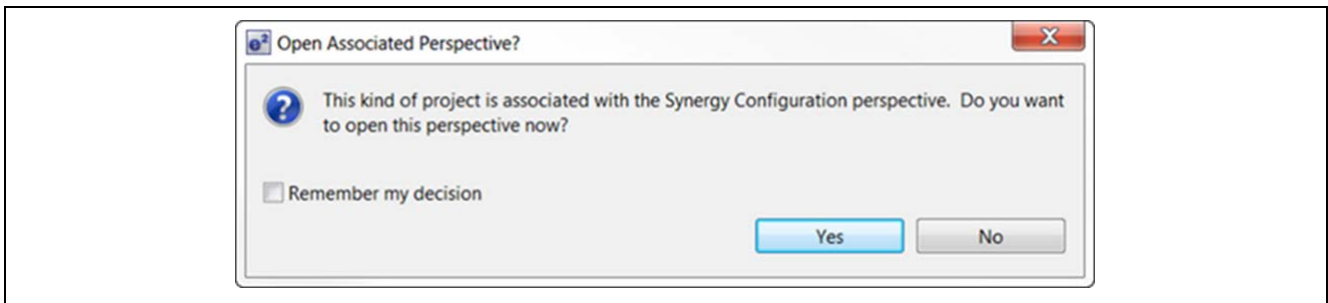 e² Open Associated Perspective?
This kind of project is associated with the Synergy Configuration perspective. Do you want
to open this perspective now?
Remember my decision
Yes No